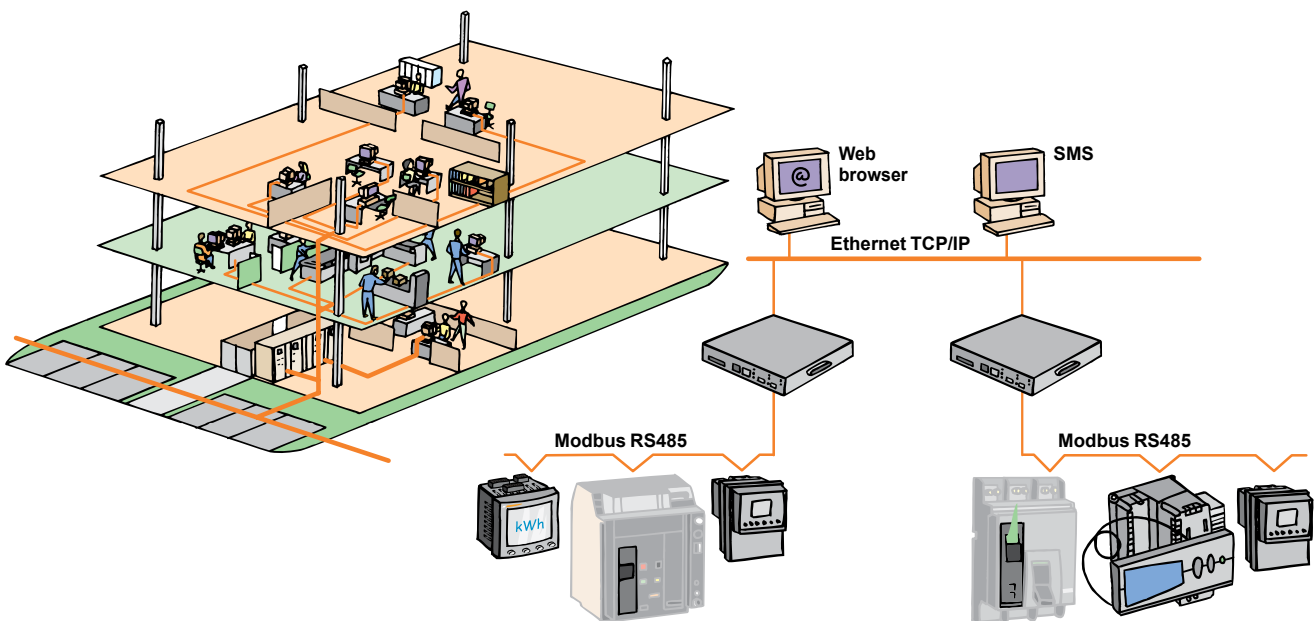 Web
browser
@
SMS
Ethernet TCP/IP
Modbus RS485
Modbus RS485
kWh